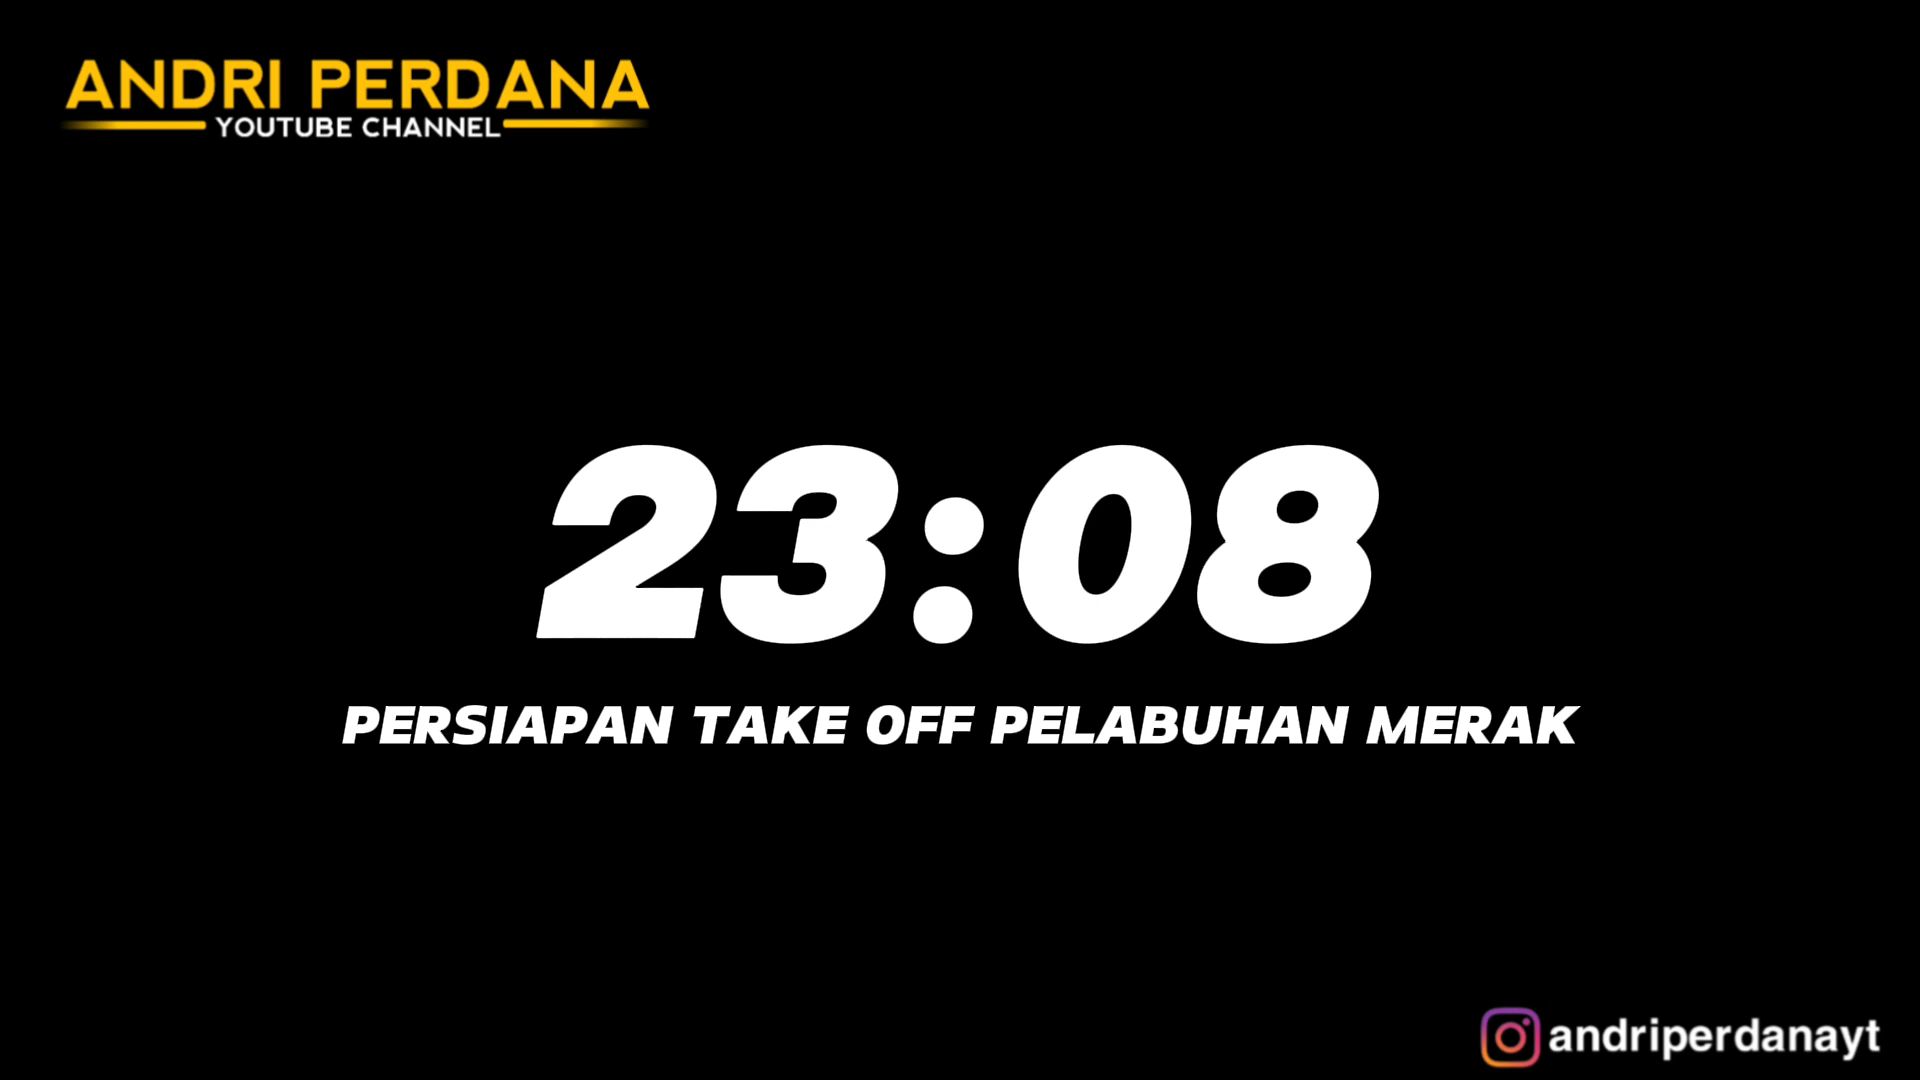 ANDRI PERDANA
YOUTUBE CHANNEL
23:08
PERSIAPAN TAKE OFF PELABUHAN MERAK
andriperdanayt